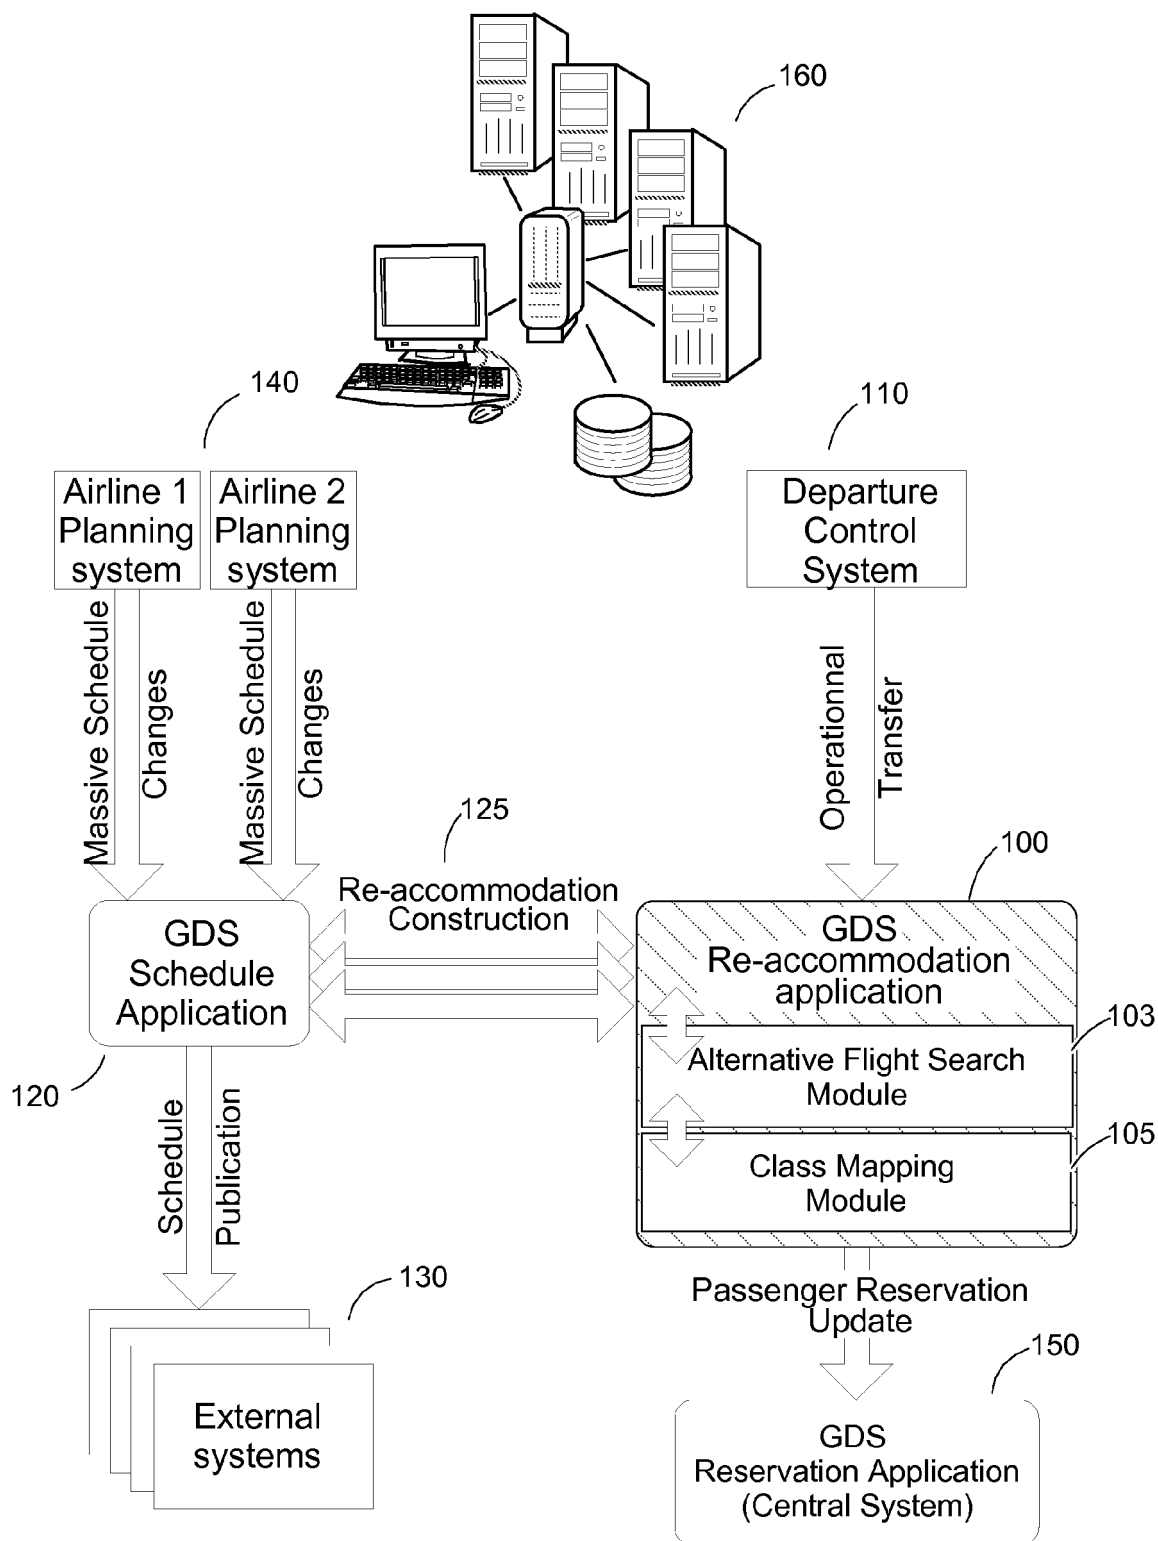 160
140
110
Airline 1
Planning
system
Airline 2
Planning
system
Departure
Control
System
Massive Schedule
Changes
Massive Schedule
Changes
Operationnal
Transfer
125
100
Re-accommodation
Construction
GDS
Schedule
Application
GDS
Re-accommodation
application
103
Alternative Flight Search
Module
120
105
Class Mapping
Module
Schedule
Publication
130
Passenger Reservation
Update
150
External
systems
GDS
Reservation Application
(Central System)